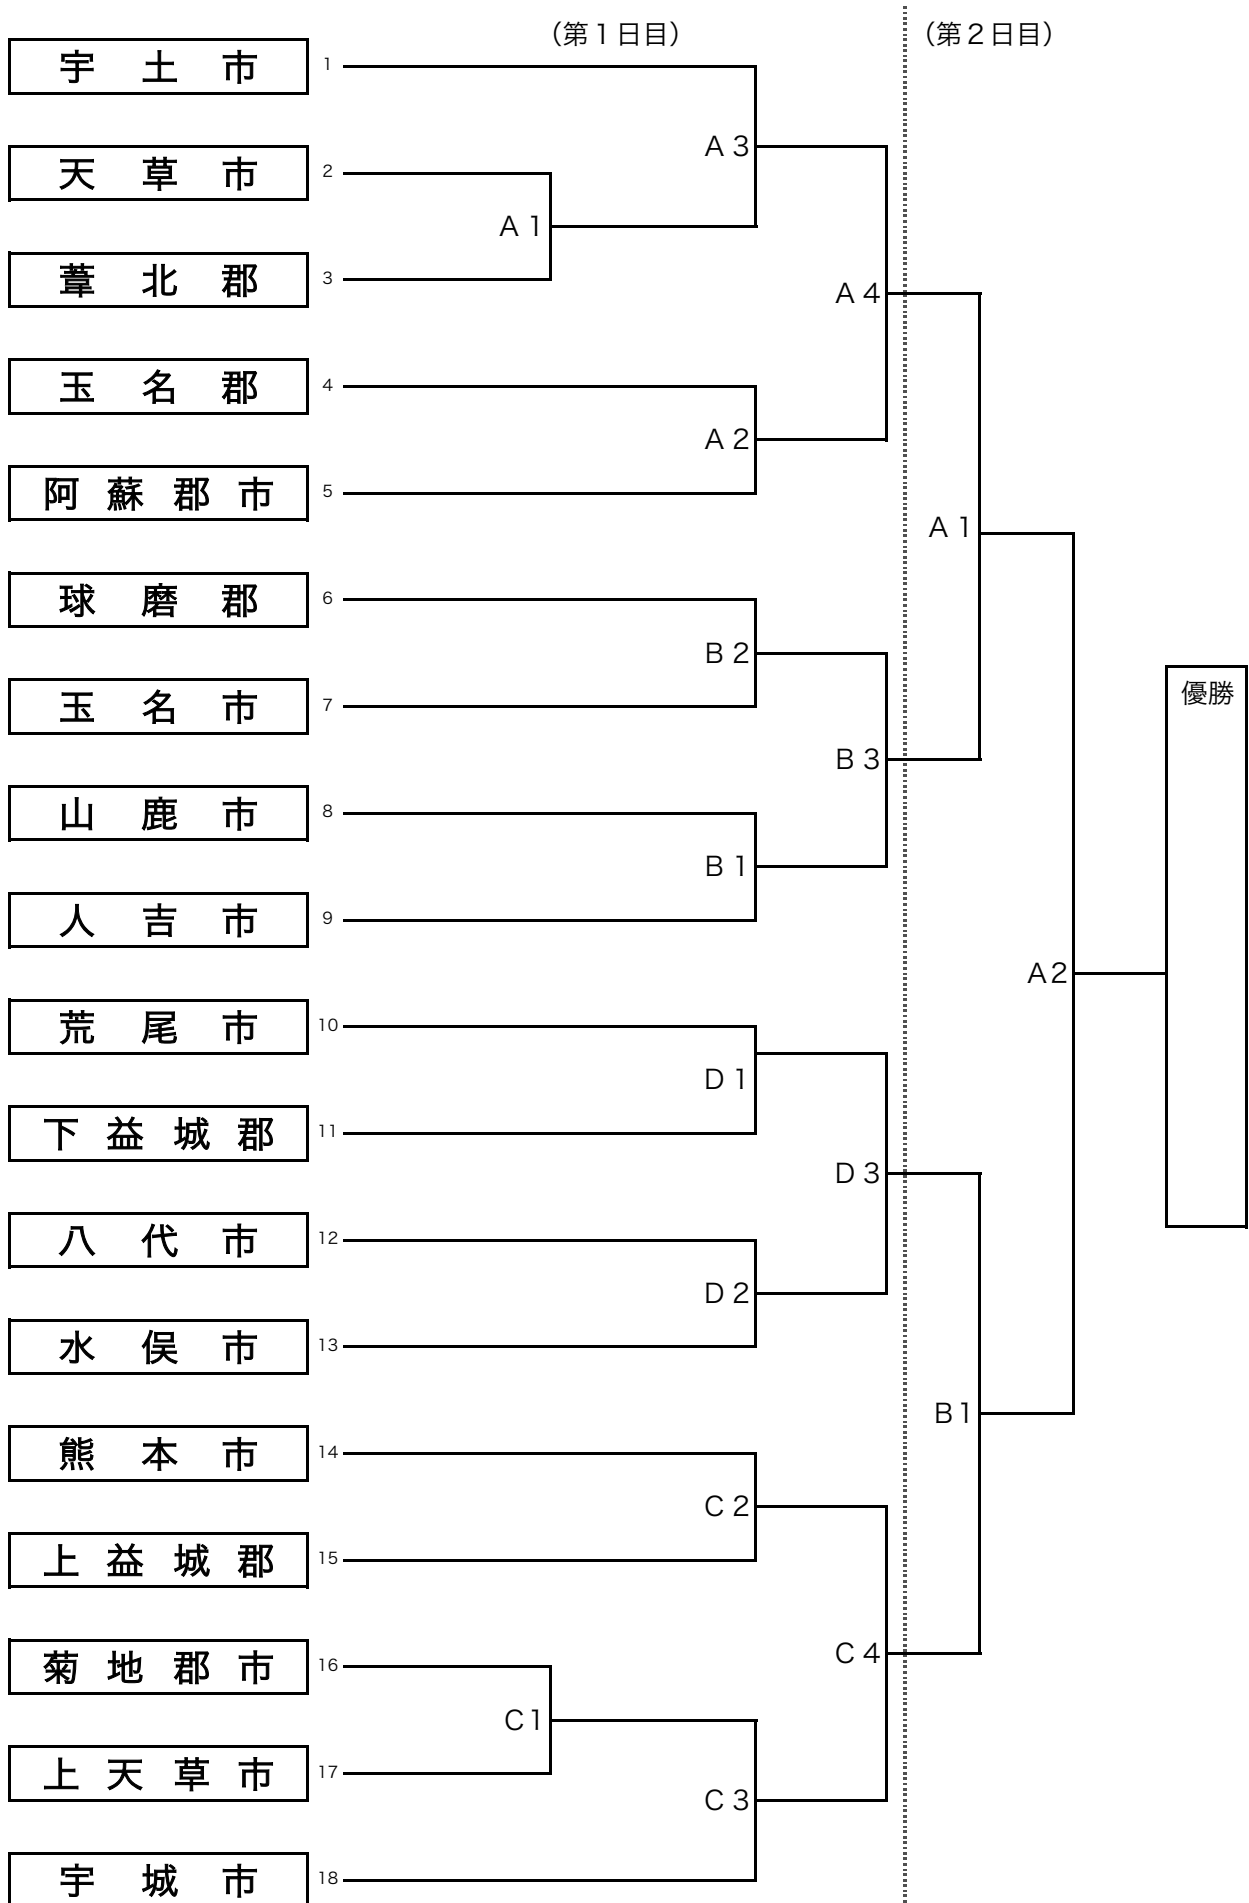 （第１日目）
（第２日目）
宇土市 1
A 3
天草市 2
A 1
葦北郡 3
A 4
玉名郡 4
A 2
阿蘇郡市 5
A 1
球磨郡 6
B 2
玉名市 7
優勝
B 3
山鹿市 8
B 1
人吉市 9
A2
荒尾市 10
D 1
下益城郡 11
D 3
八代市 12
D 2
水俣市 13
B1
熊本市 14
C 2
上益城郡 15
C 4
菊地郡市 16
C1
上天草市 17
C 3
宇城市 18